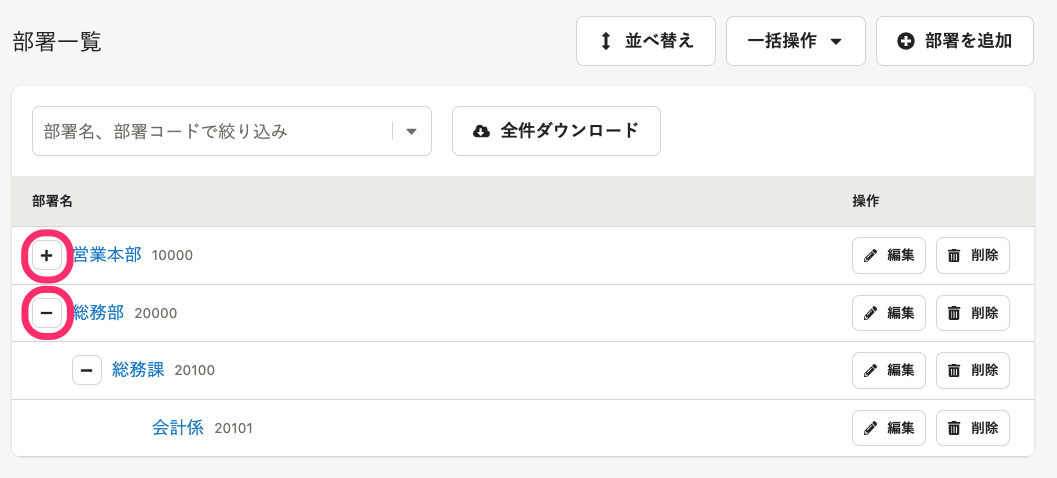 部署一覧
並べ替え
一括操作
部署を追加
部署名、部署コードで絞り込み
全件ダウンロード
部署名 操作
営業本部 10000 編集 削除
総務部 20000 編集 削除
総務課 20100 編集 削除
会計係 20101 編集 削除